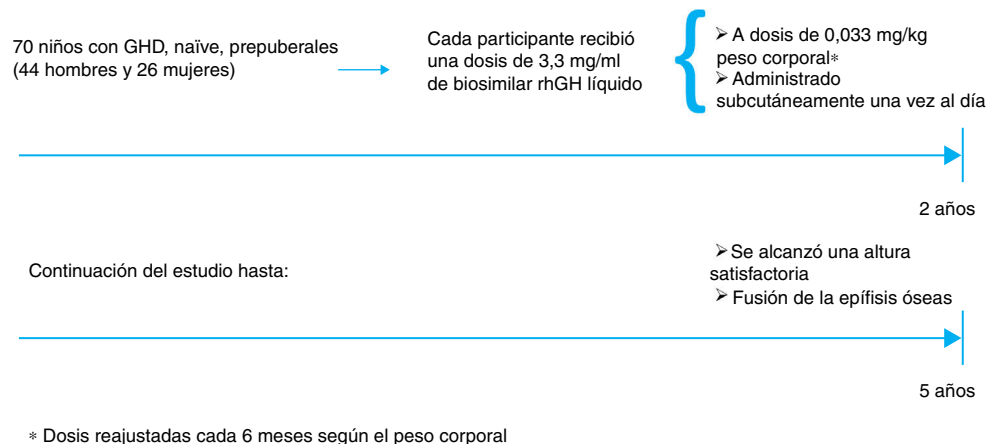 70 niños con GHD, naïve, prepuberales
(44 hombres y 26 mujeres)
Cada participante recibió
una dosis de 3,3 mg/ml
de biosimilar rhGH líquido
➢ A dosis de 0,033 mg/kg
peso corporal*
➢ Administrado
subcutáneamente una vez al día
2 años
Continuación del estudio hasta:
➢ Se alcanzó una altura
satisfactoria
➢ Fusión de la epífisis óseas
5 años
* Dosis reajustadas cada 6 meses según el peso corporal